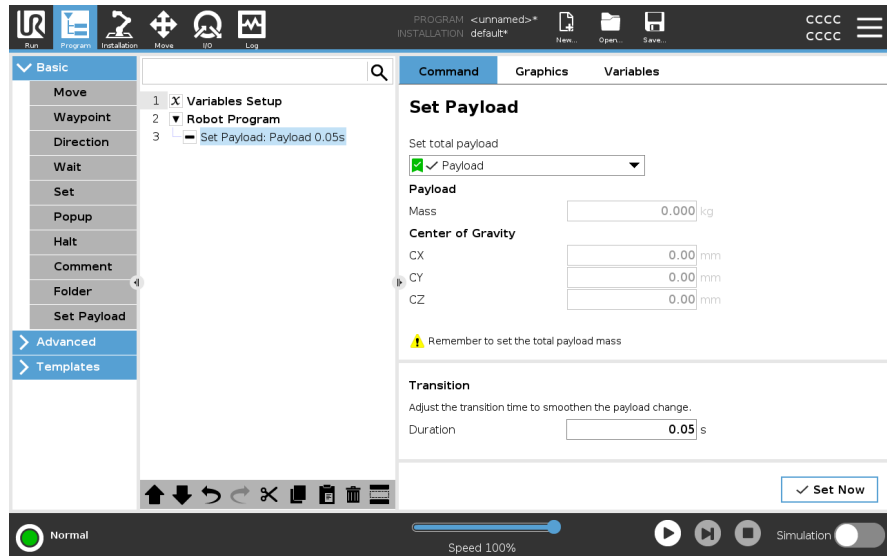 PROGRAM <unnamed>*
INSTALLATION default*
CCCC
CCCC
UR
Run
Program
Installation
Move
I/O
Log
New...
Open...
Save...
Basic
Move
Waypoint
Direction
Wait
Set
Popup
Halt
Comment
Folder
Set Payload
Advanced
Templates
1 X Variables Setup
2 Robot Program
3 Set Payload: Payload 0.05s
Command Graphics Variables
Set Payload
Set total payload
Payload
Payload
Mass 0.000 kg
Center of Gravity
CX 0.00 mm
CY 0.00 mm
CZ 0.00 mm
Remember to set the total payload mass
Transition
Adjust the transition time to smoothen the payload change.
Duration 0.05 s
Set Now
Normal
Speed 100%
Simulation